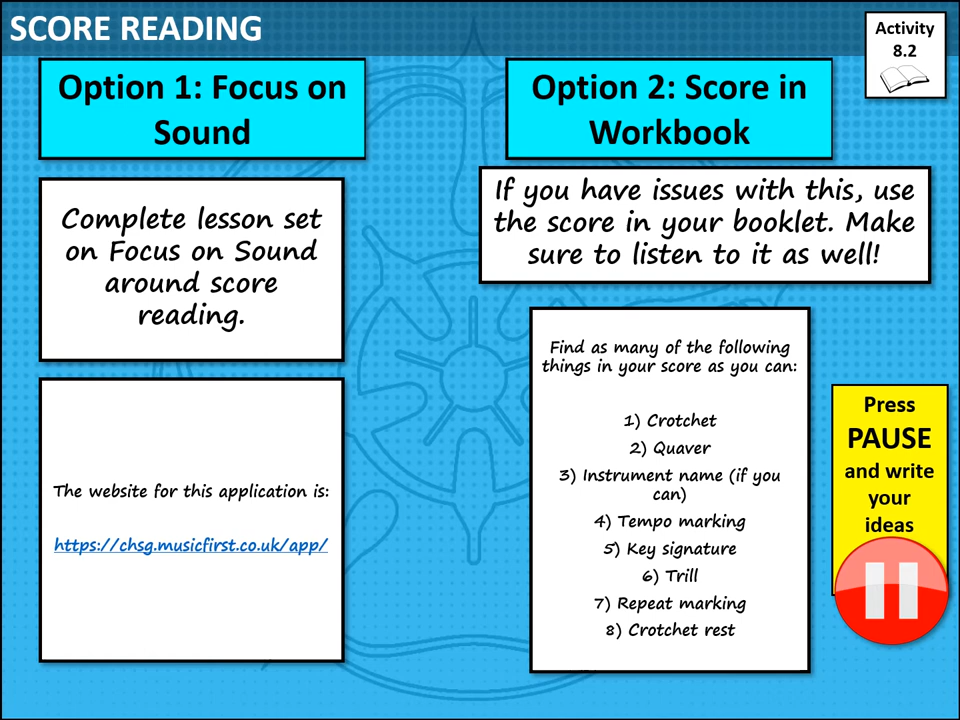 SCORE READING
Activity
8.2
Option 1: Focus on
Sound
Option 2: Score in
Workbook
Complete lesson set
on Focus on Sound
around score
reading.
If you have issues with this, use
the score in your booklet. Make
sure to listen to it as well!
The website for this application is:
https://chsg.musicfirst.co.uk/app/
Find as many of the following
things in your score as you can:
1) Crotchet
2) Quaver
3) Instrument name (if you
can)
4) Tempo marking
5) Key signature
6) Trill
7) Repeat marking
8) Crotchet rest
Press
PAUSE
and write
your
ideas